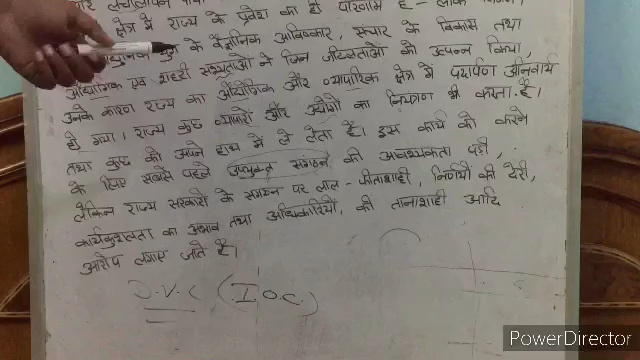 क्षेत्र में राज्य के प्रवेश का ही परिणाम है - लोक
के वैज्ञानिक आविष्कार, संचार के विकास तथा
औद्योगिक एवं शहरी सभ्यताओं ने जिन जटिलताओं को उत्पन्न किया,
उनके कारण राज्य का औद्योगिक और व्यापारिक क्षेत्र में पदार्पण अनिवार्य
हो गया। राज्य कुछ व्यापारों और उद्योगों का नियंत्रण भी करता है।
तथा कुछ को अपने हाथ में ले लेता है। इस कार्य को करने
के लिए सबसे पहले उपयुक्त संगठन की आवश्यकता पड़ी,
लेकिन राज्य सरकारों के संगठन पर लाल - फीताशाही, निर्णयों की देरी,
कार्यकुशलता का अभाव तथा अधिकारियों, की तानाशाही आदि
आरोप लगाए जाते हैं।
D.V.C (I.O.C.)
PowerDirector